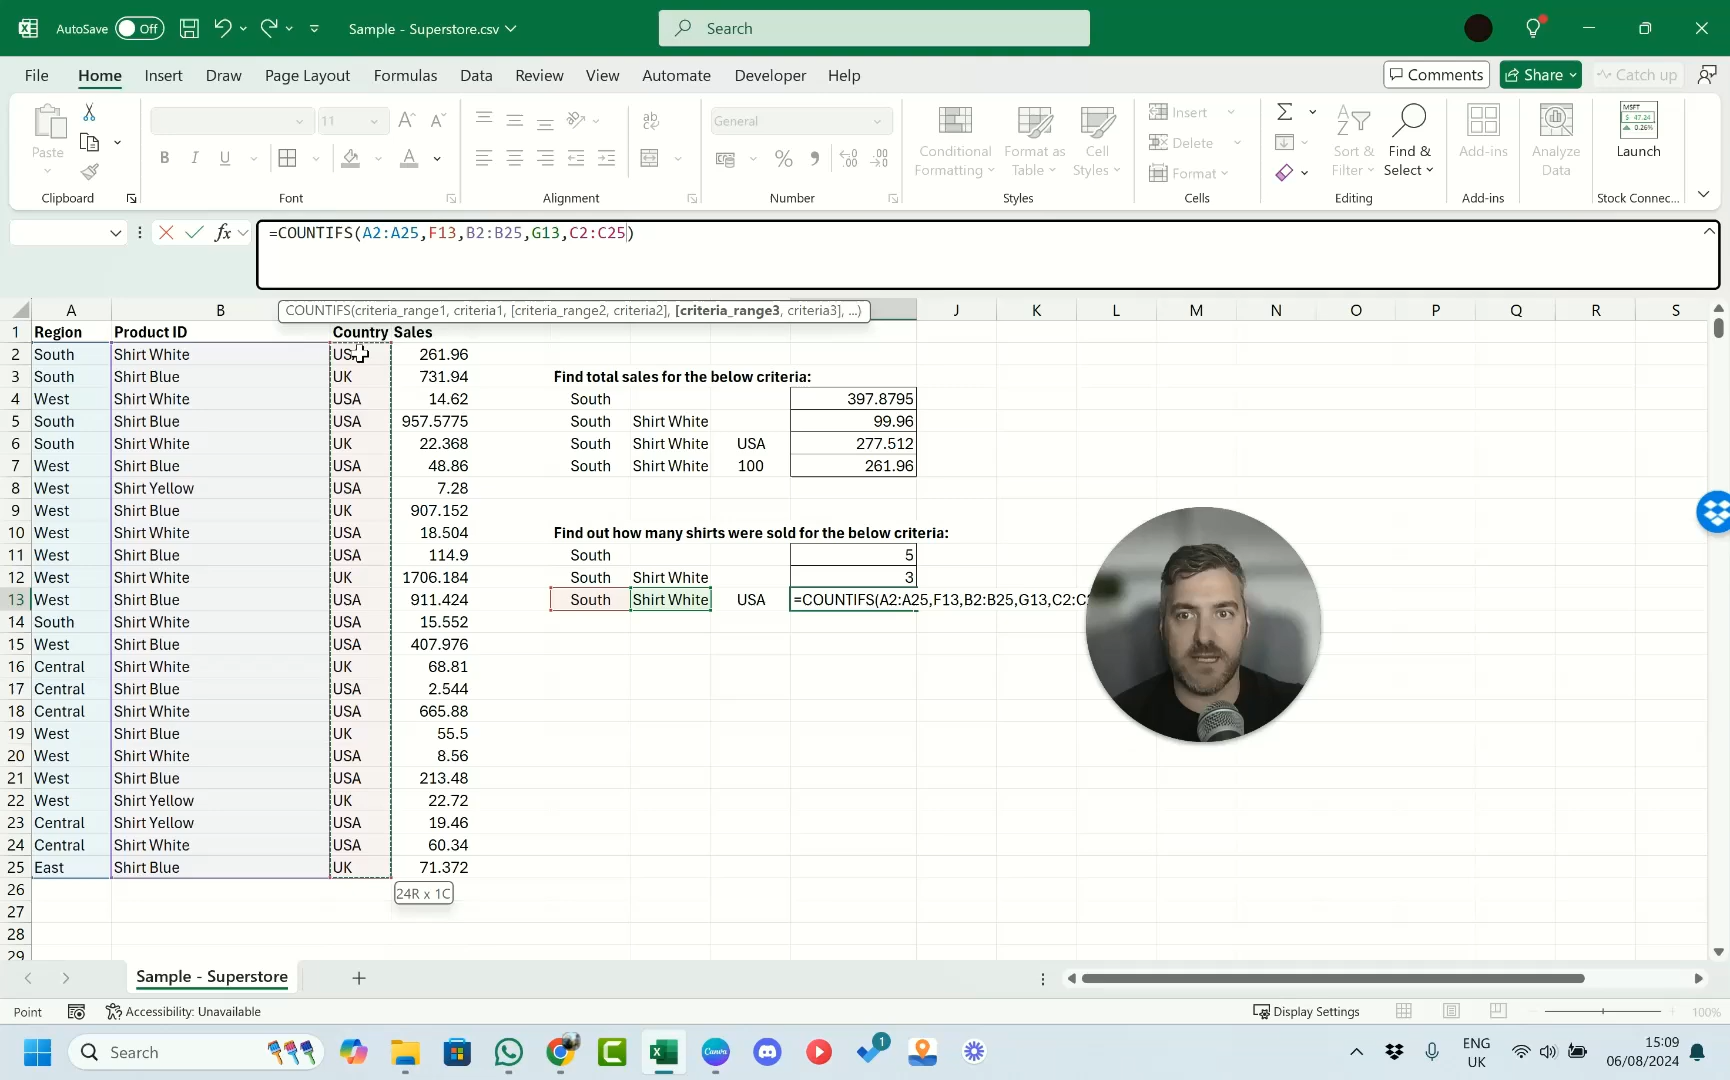 AutoSave Off Sample - Superstore.csv Search
File Home Insert Draw Page Layout Formulas Data Review View Automate Developer Help Comments Share Catch up
Paste
Clipboard
11
B I U
Font
ab
Alignment
General
%
Number
Conditional Formatting
Format as Table
Cell Styles
Styles
Insert
Delete
Format
Cells
Sort & Filter
Find & Select
Editing
Add-ins
Add-ins
Analyze Data
MSFT
$ 47.24
0.26%
Launch
Stock Connec...
fx =COUNTIFS(A2:A25,F13,B2:B25,G13,C2:C25)
COUNTIFS(criteria_range1, criteria1, [criteria_range2, criteria2], [criteria_range3, criteria3], ...)
A B J K L M N O P Q R S
1 Region Product ID Country Sales
2 South Shirt White US 261.96
3 South Shirt Blue UK 731.94 Find total sales for the below criteria:
4 West Shirt White USA 14.62 South 397.8795
5 South Shirt Blue USA 957.5775 South Shirt White 99.96
6 South Shirt White UK 22.368 South Shirt White USA 277.512
7 West Shirt Blue USA 48.86 South Shirt White 100 261.96
8 West Shirt Yellow USA 7.28
9 West Shirt Blue UK 907.152
10 West Shirt White USA 18.504 Find out how many shirts were sold for the below criteria:
11 West Shirt Blue USA 114.9 South 5
12 West Shirt White UK 1706.184 South Shirt White 3
13 West Shirt Blue USA 911.424 South Shirt White USA =COUNTIFS(A2:A25,F13,B2:B25,G13,C2:C2
14 South Shirt White USA 15.552
15 West Shirt Blue USA 407.976
16 Central Shirt White UK 68.81
17 Central Shirt Blue USA 2.544
18 Central Shirt White USA 665.88
19 West Shirt Blue UK 55.5
20 West Shirt White USA 8.56
21 West Shirt Blue USA 213.48
22 West Shirt Yellow UK 22.72
23 Central Shirt Yellow USA 19.46
24 Central Shirt White USA 60.34
25 East Shirt Blue UK 71.372
26 24R x 1C
27
28
29
Sample - Superstore
Point Accessibility: Unavailable Display Settings 100%
Search Canva 1 ENG UK 15:09 06/08/2024